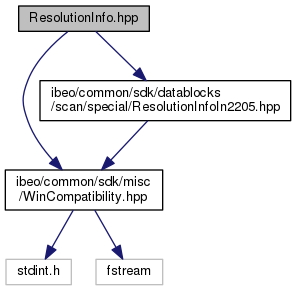 ResolutionInfo.hpp
ibeo/common/sdk/datablocks
/scan/special/ResolutionInfoIn2205.hpp
ibeo/common/sdk/misc
/WinCompatibility.hpp
stdint.h
fstream